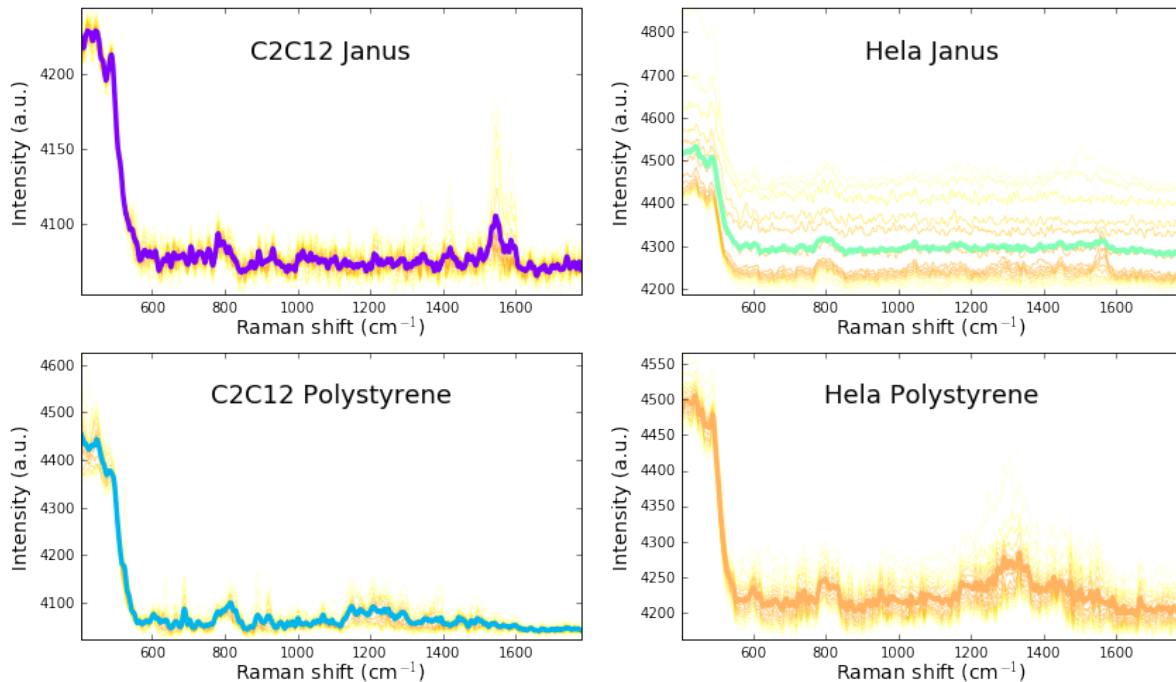 C2C12 Janus
Intensity (a.u.)
4200
4150
4100
600 800 1000 1200 1400 1600
Raman shift (cm⁻¹)
Hela Janus
Intensity (a.u.)
4800
4700
4600
4500
4400
4300
4200
600 800 1000 1200 1400 1600
Raman shift (cm⁻¹)
C2C12 Polystyrene
Intensity (a.u.)
4600
4500
4400
4300
4200
4100
600 800 1000 1200 1400 1600
Raman shift (cm⁻¹)
Hela Polystyrene
Intensity (a.u.)
4550
4500
4450
4400
4350
4300
4250
4200
600 800 1000 1200 1400 1600
Raman shift (cm⁻¹)